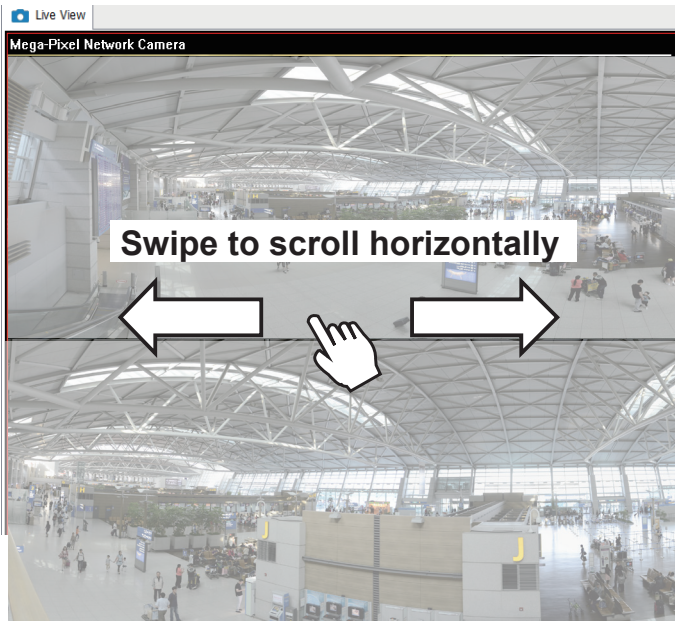 Live View
Mega-Pixel Network Camera
Swipe to scroll horizontally
J
J